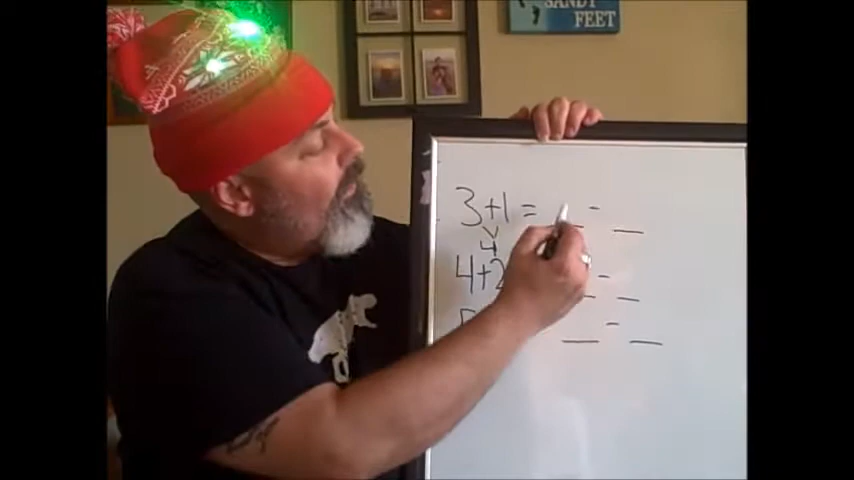 SANDY
FEET
3+1 = _ - _
4
4+2 - _ _
- _ _